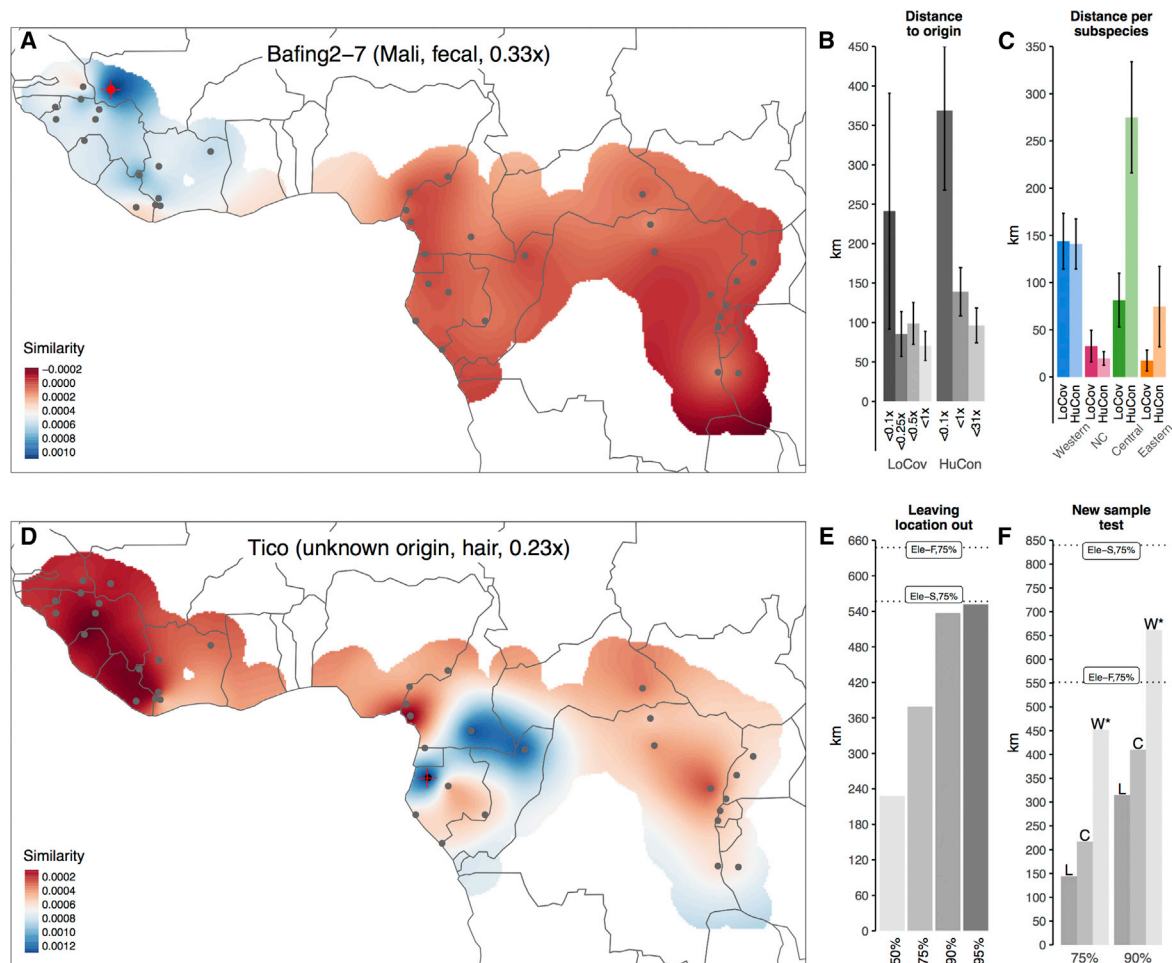 A
Bafing2−7 (Mali, fecal, 0.33x)
Similarity
−0.0002
0.0000
0.0002
0.0004
0.0006
0.0008
0.0010
B
Distance
to origin
450
400
350
300
250
200
150
100
50
0
km
<0.1x
<0.25x
<0.5x
<1x
<0.1x
<1x
<31x
LoCov
HuCon
C
Distance per
subspecies
350
300
250
200
150
100
50
0
km
LoCov
HuCon
LoCov
HuCon
LoCov
HuCon
LoCov
HuCon
Western
NC
Central
Eastern
D
Tico (unknown origin, hair, 0.23x)
Similarity
0.0002
0.0004
0.0006
0.0008
0.0010
0.0012
E
Leaving
location out
660
600
540
480
420
360
300
240
180
120
60
0
km
Ele−F,75%
Ele−S,75%
50%
75%
90%
95%
F
New sample
test
850
800
750
700
650
600
550
500
450
400
350
300
250
200
150
100
50
0
km
Ele−S,75%
Ele−F,75%
L
C
W*
L
C
W*
75%
90%